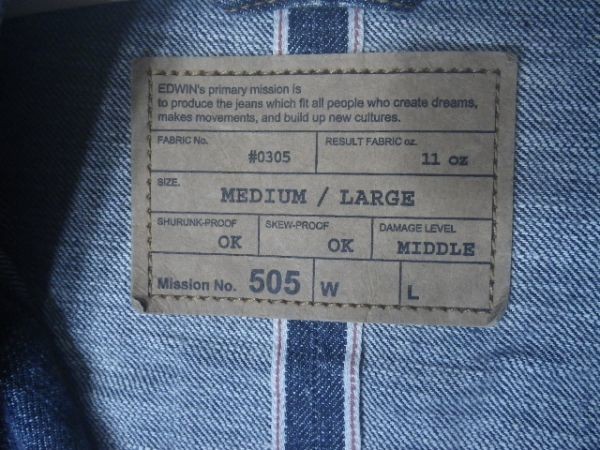 EDWIN's primary mission is
to produce the jeans which fit all people who create dreams,
makes movements, and build up new cultures.
FABRIC No. RESULT FABRIC oz.
#0305 11 oz
SIZE.
MEDIUM / LARGE
SHURUNK-PROOF SKEW-PROOF DAMAGE LEVEL
OK OK MIDDLE
Mission No. 505 W L